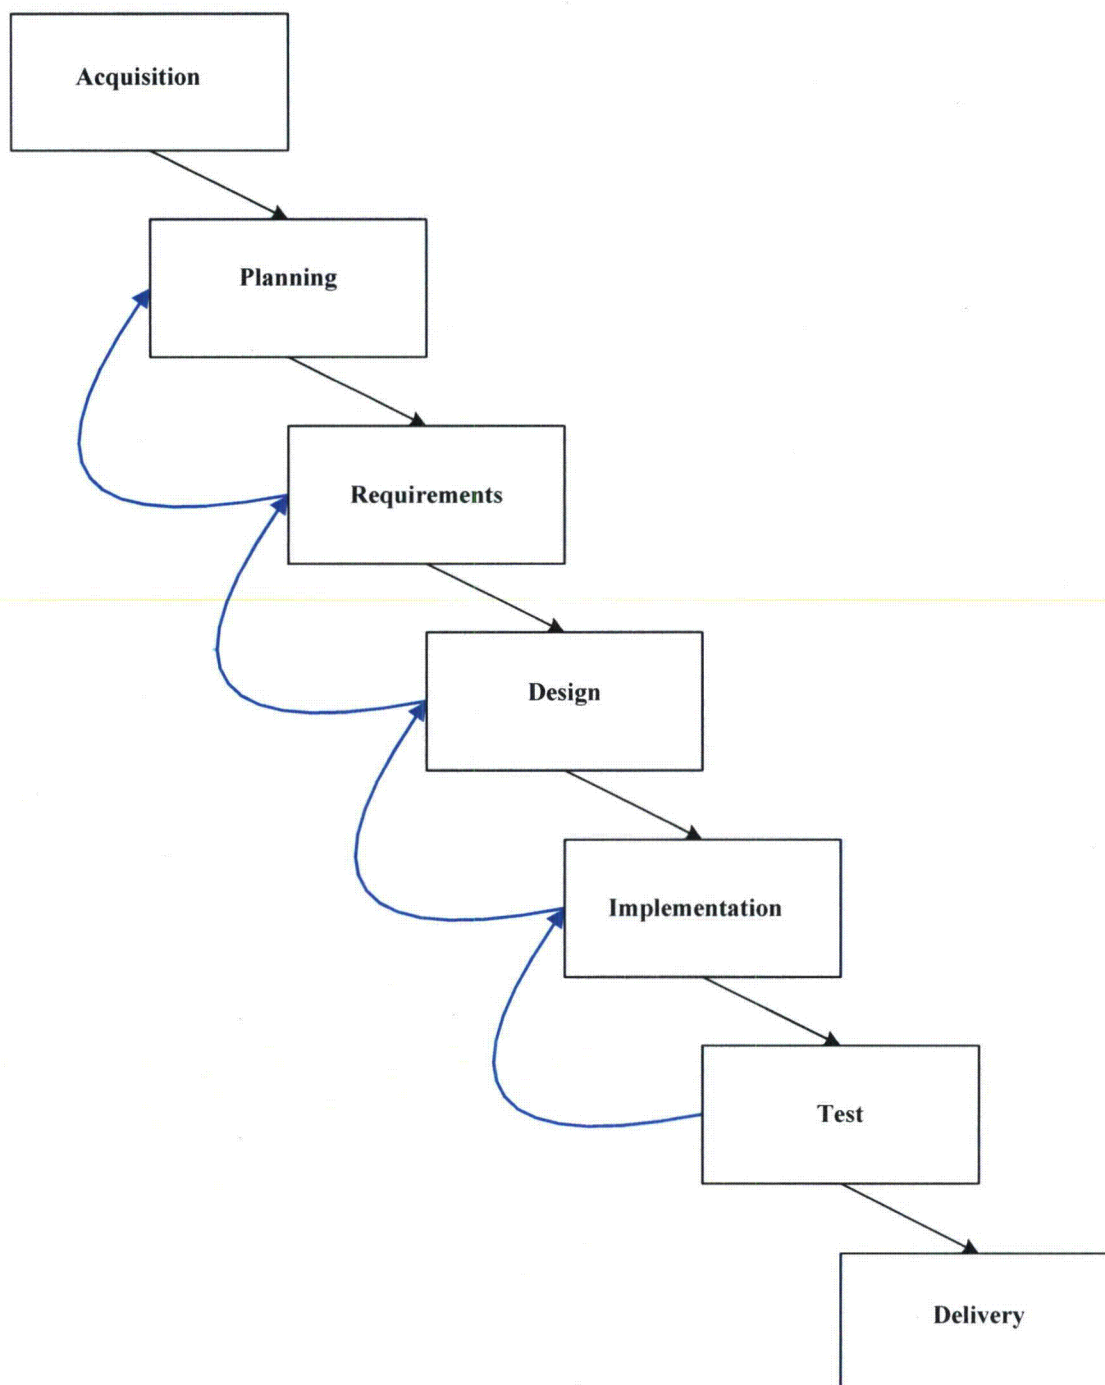 Acquisition
Planning
Requirements
Design
Implementation
Test
Delivery